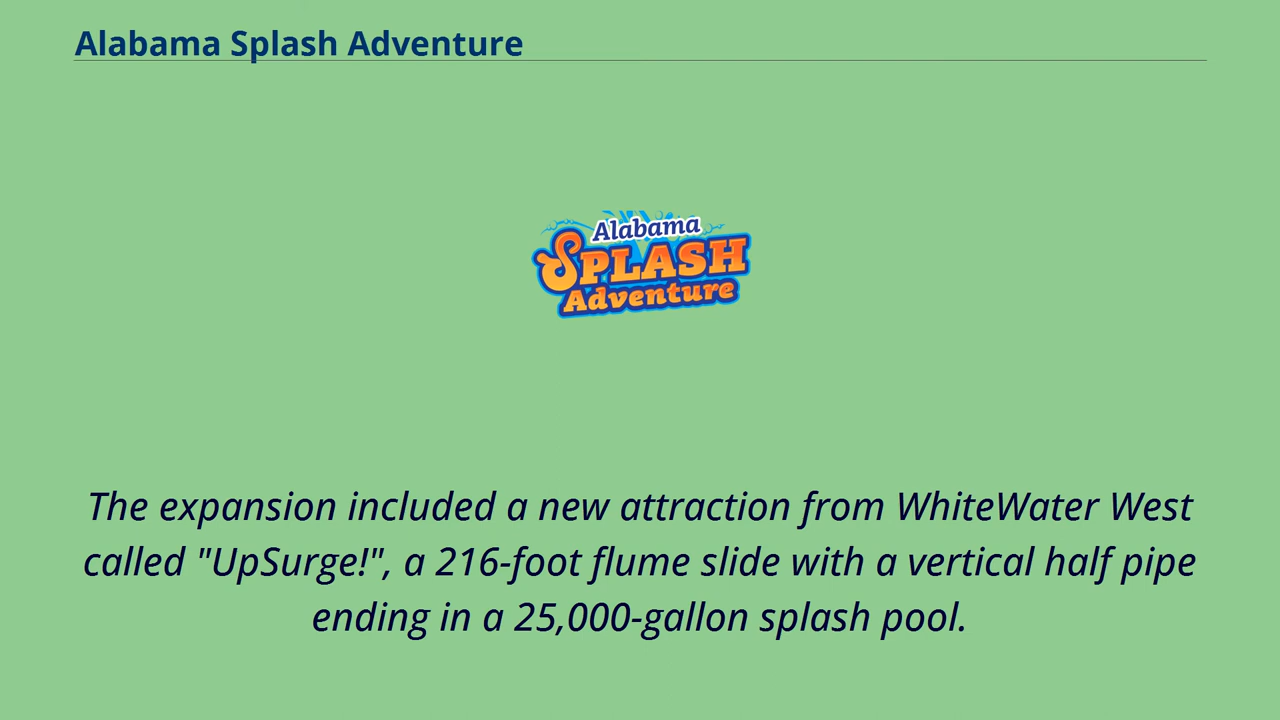 Alabama Splash Adventure
Alabama
SPLASH
Adventure
The expansion included a new attraction from WhiteWater West
called "UpSurge!", a 216-foot flume slide with a vertical half pipe
ending in a 25,000-gallon splash pool.